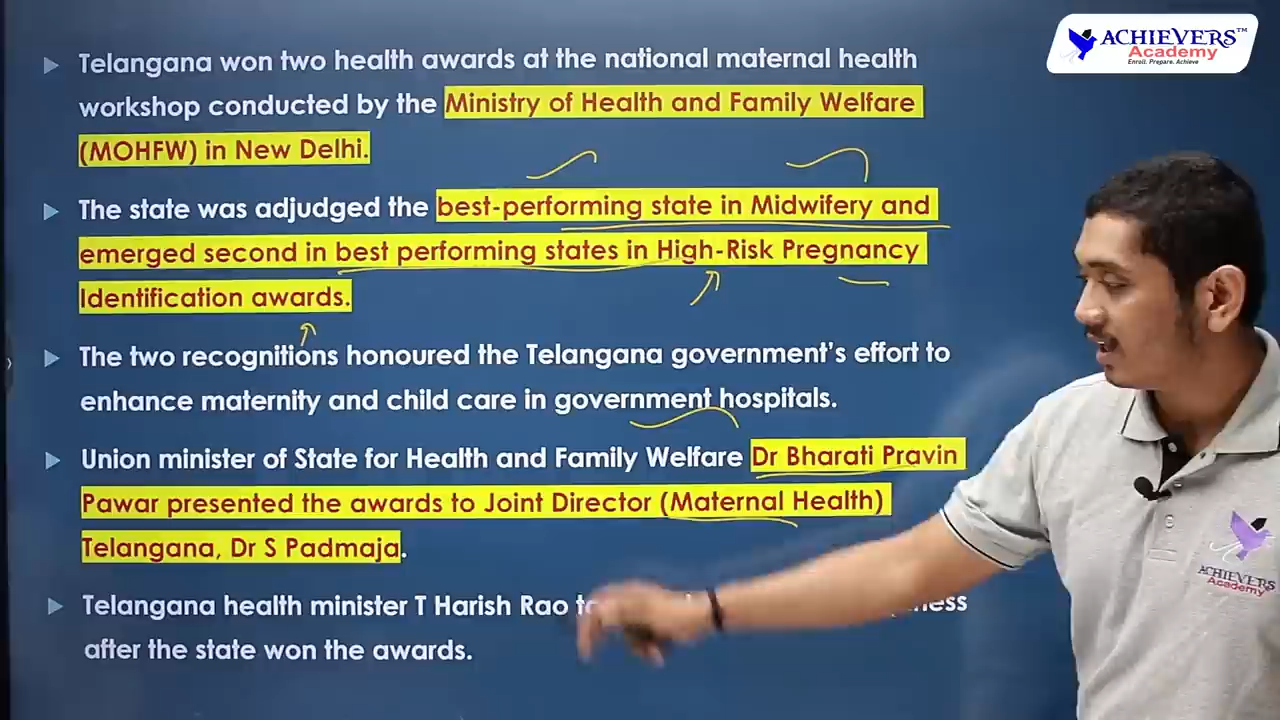 ACHIEVERS™
Academy
Enroll. Prepare. Achieve
Telangana won two health awards at the national maternal health
workshop conducted by the Ministry of Health and Family Welfare
(MOHFW) in New Delhi.
The state was adjudged the best-performing state in Midwifery and
emerged second in best performing states in High-Risk Pregnancy
Identification awards.
The two recognitions honoured the Telangana government's effort to
enhance maternity and child care in government hospitals.
Union minister of State for Health and Family Welfare Dr Bharati Pravin
Pawar presented the awards to Joint Director (Maternal Health)
Telangana, Dr S Padmaja.
Telangana health minister T Harish Rao
after the state won the awards.
ACHIEVERS
Academy